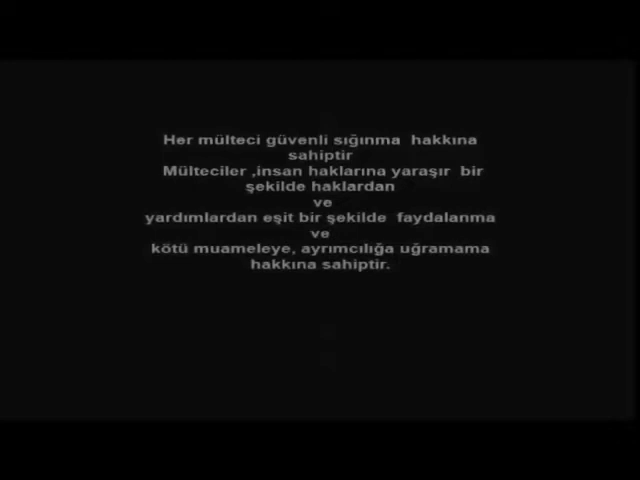 Her mülteci güvenli sığınma hakkına
sahiptir
Mülteciler ,insan haklarına yaraşır bir
şekilde haklardan
ve
yardımlardan eşit bir şekilde faydalanma
ve
kötü muameleye, ayrımcılığa uğramama
hakkına sahiptir.